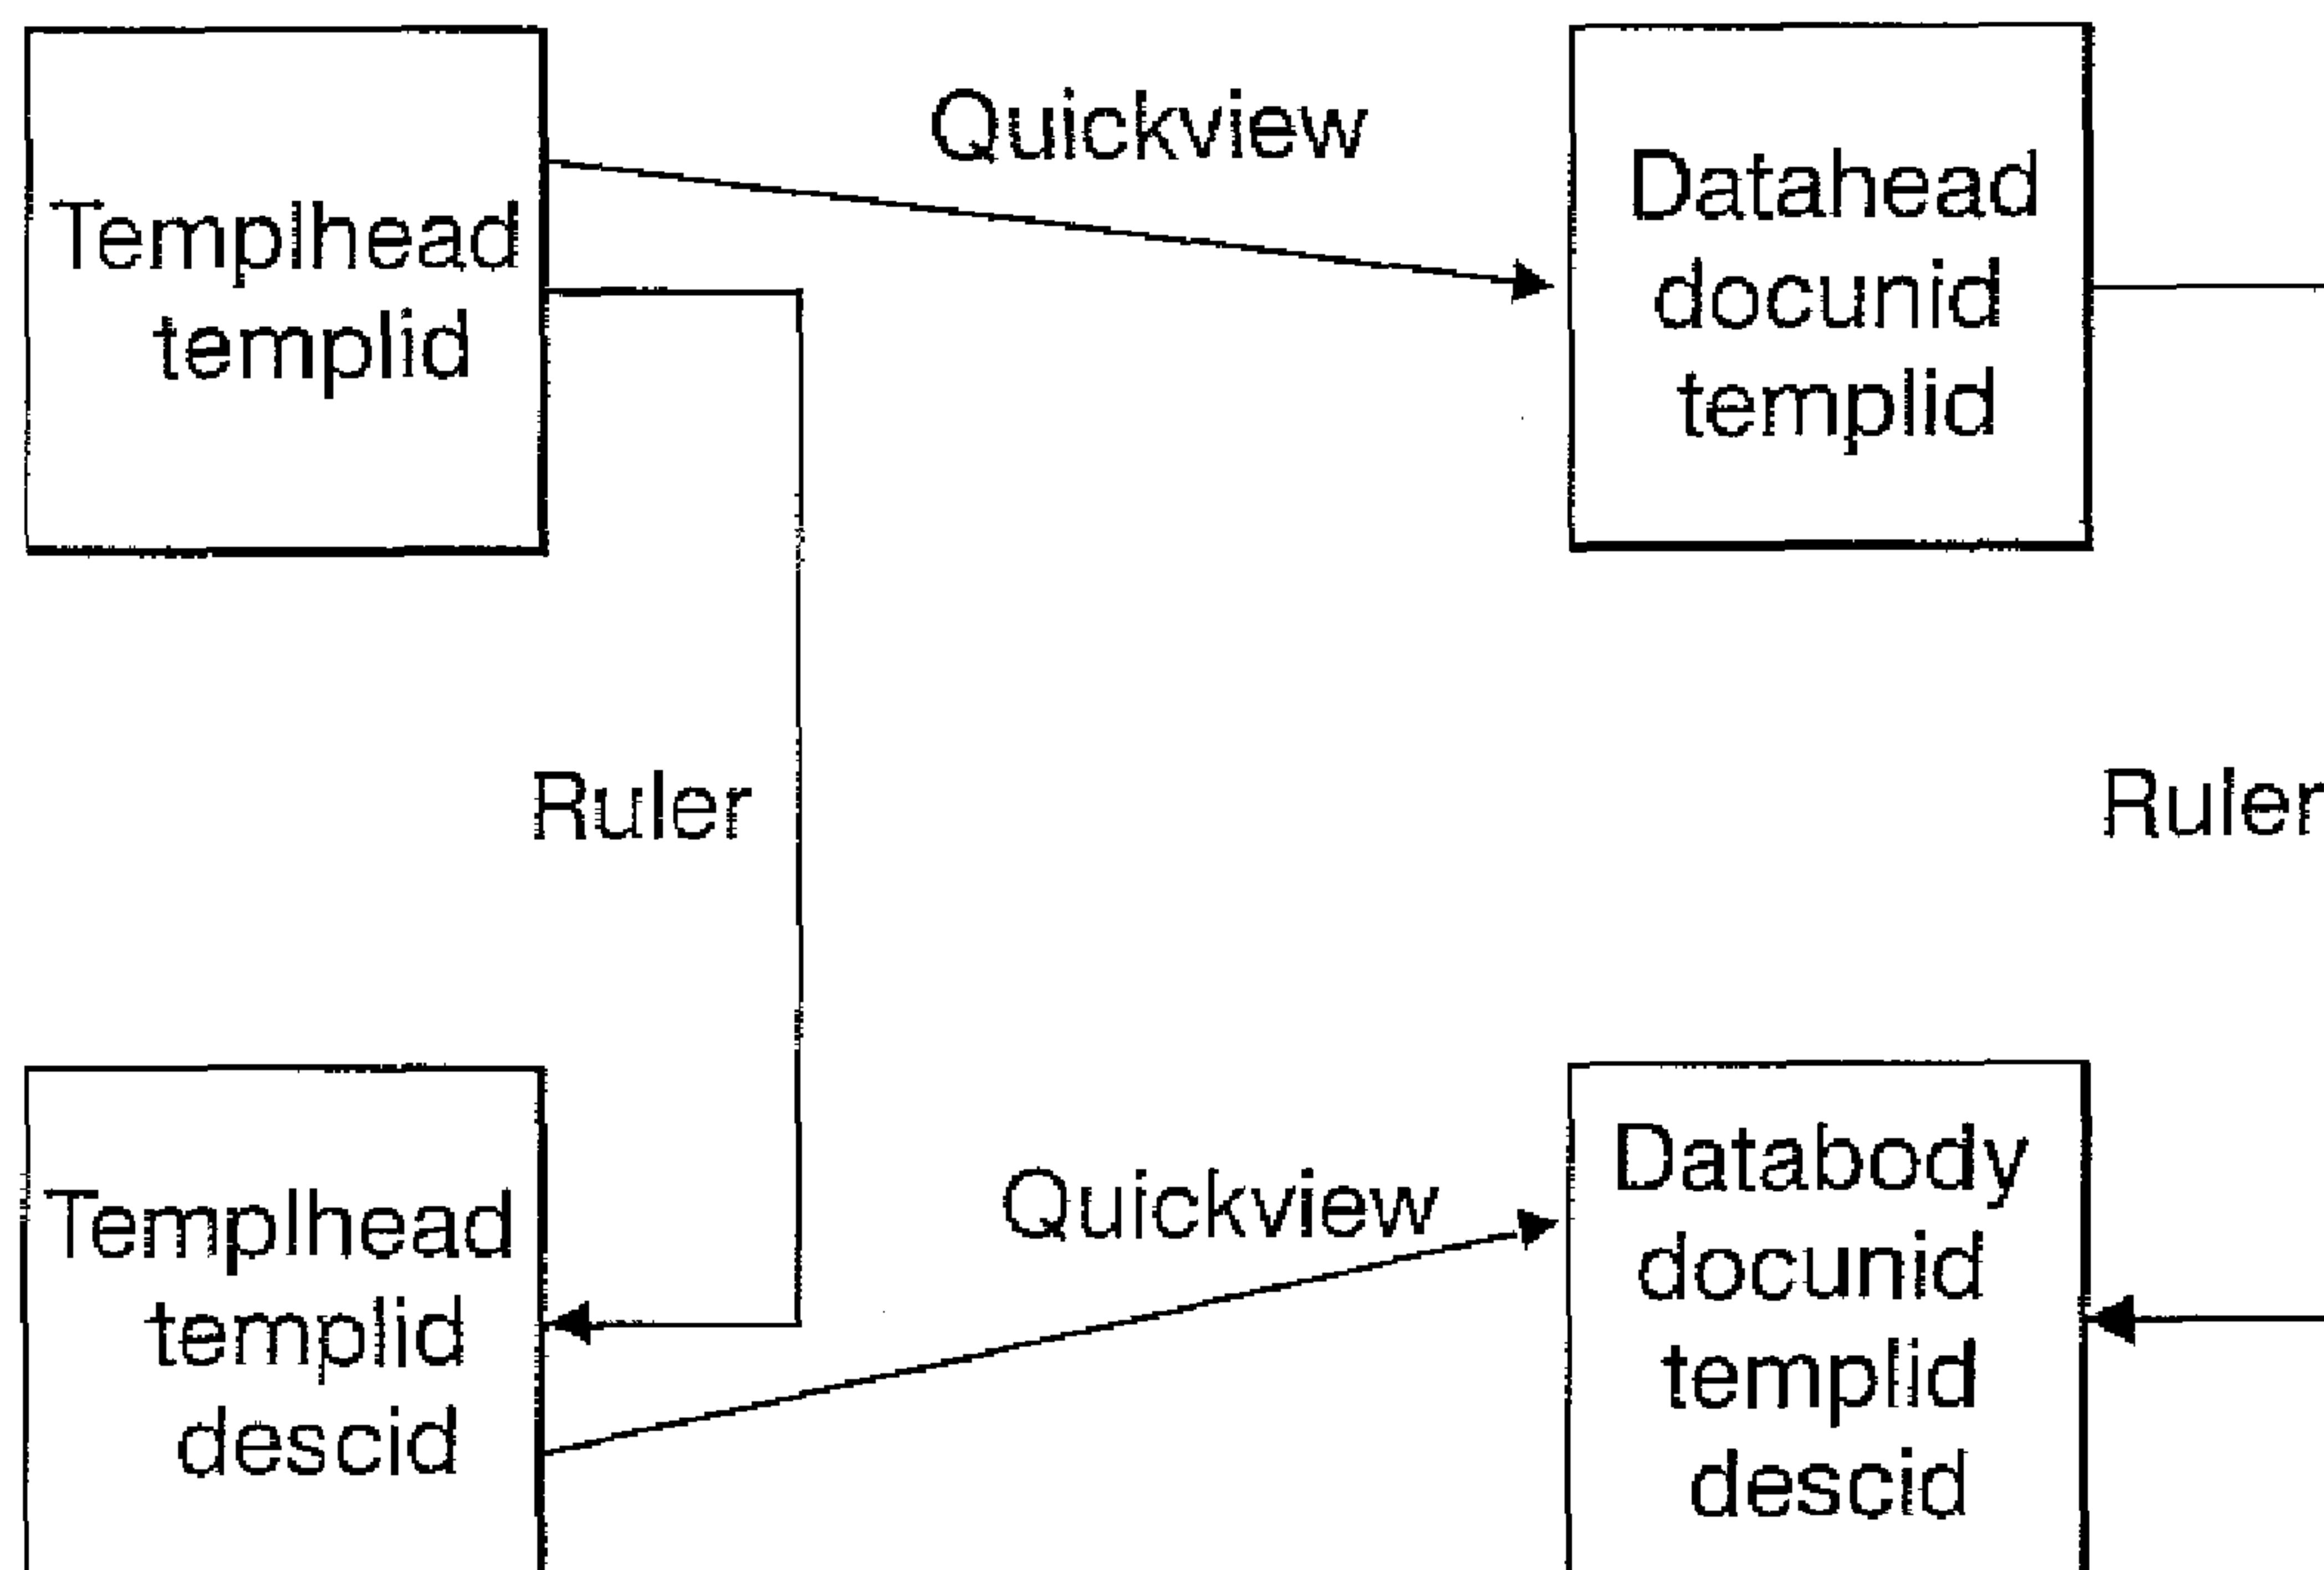 Templhead
templid
Quickview
Datahead
docunid
templid
Ruler
Ruler
Templhead
templid
descid
Quickview
Databody
docunid
templid
descid